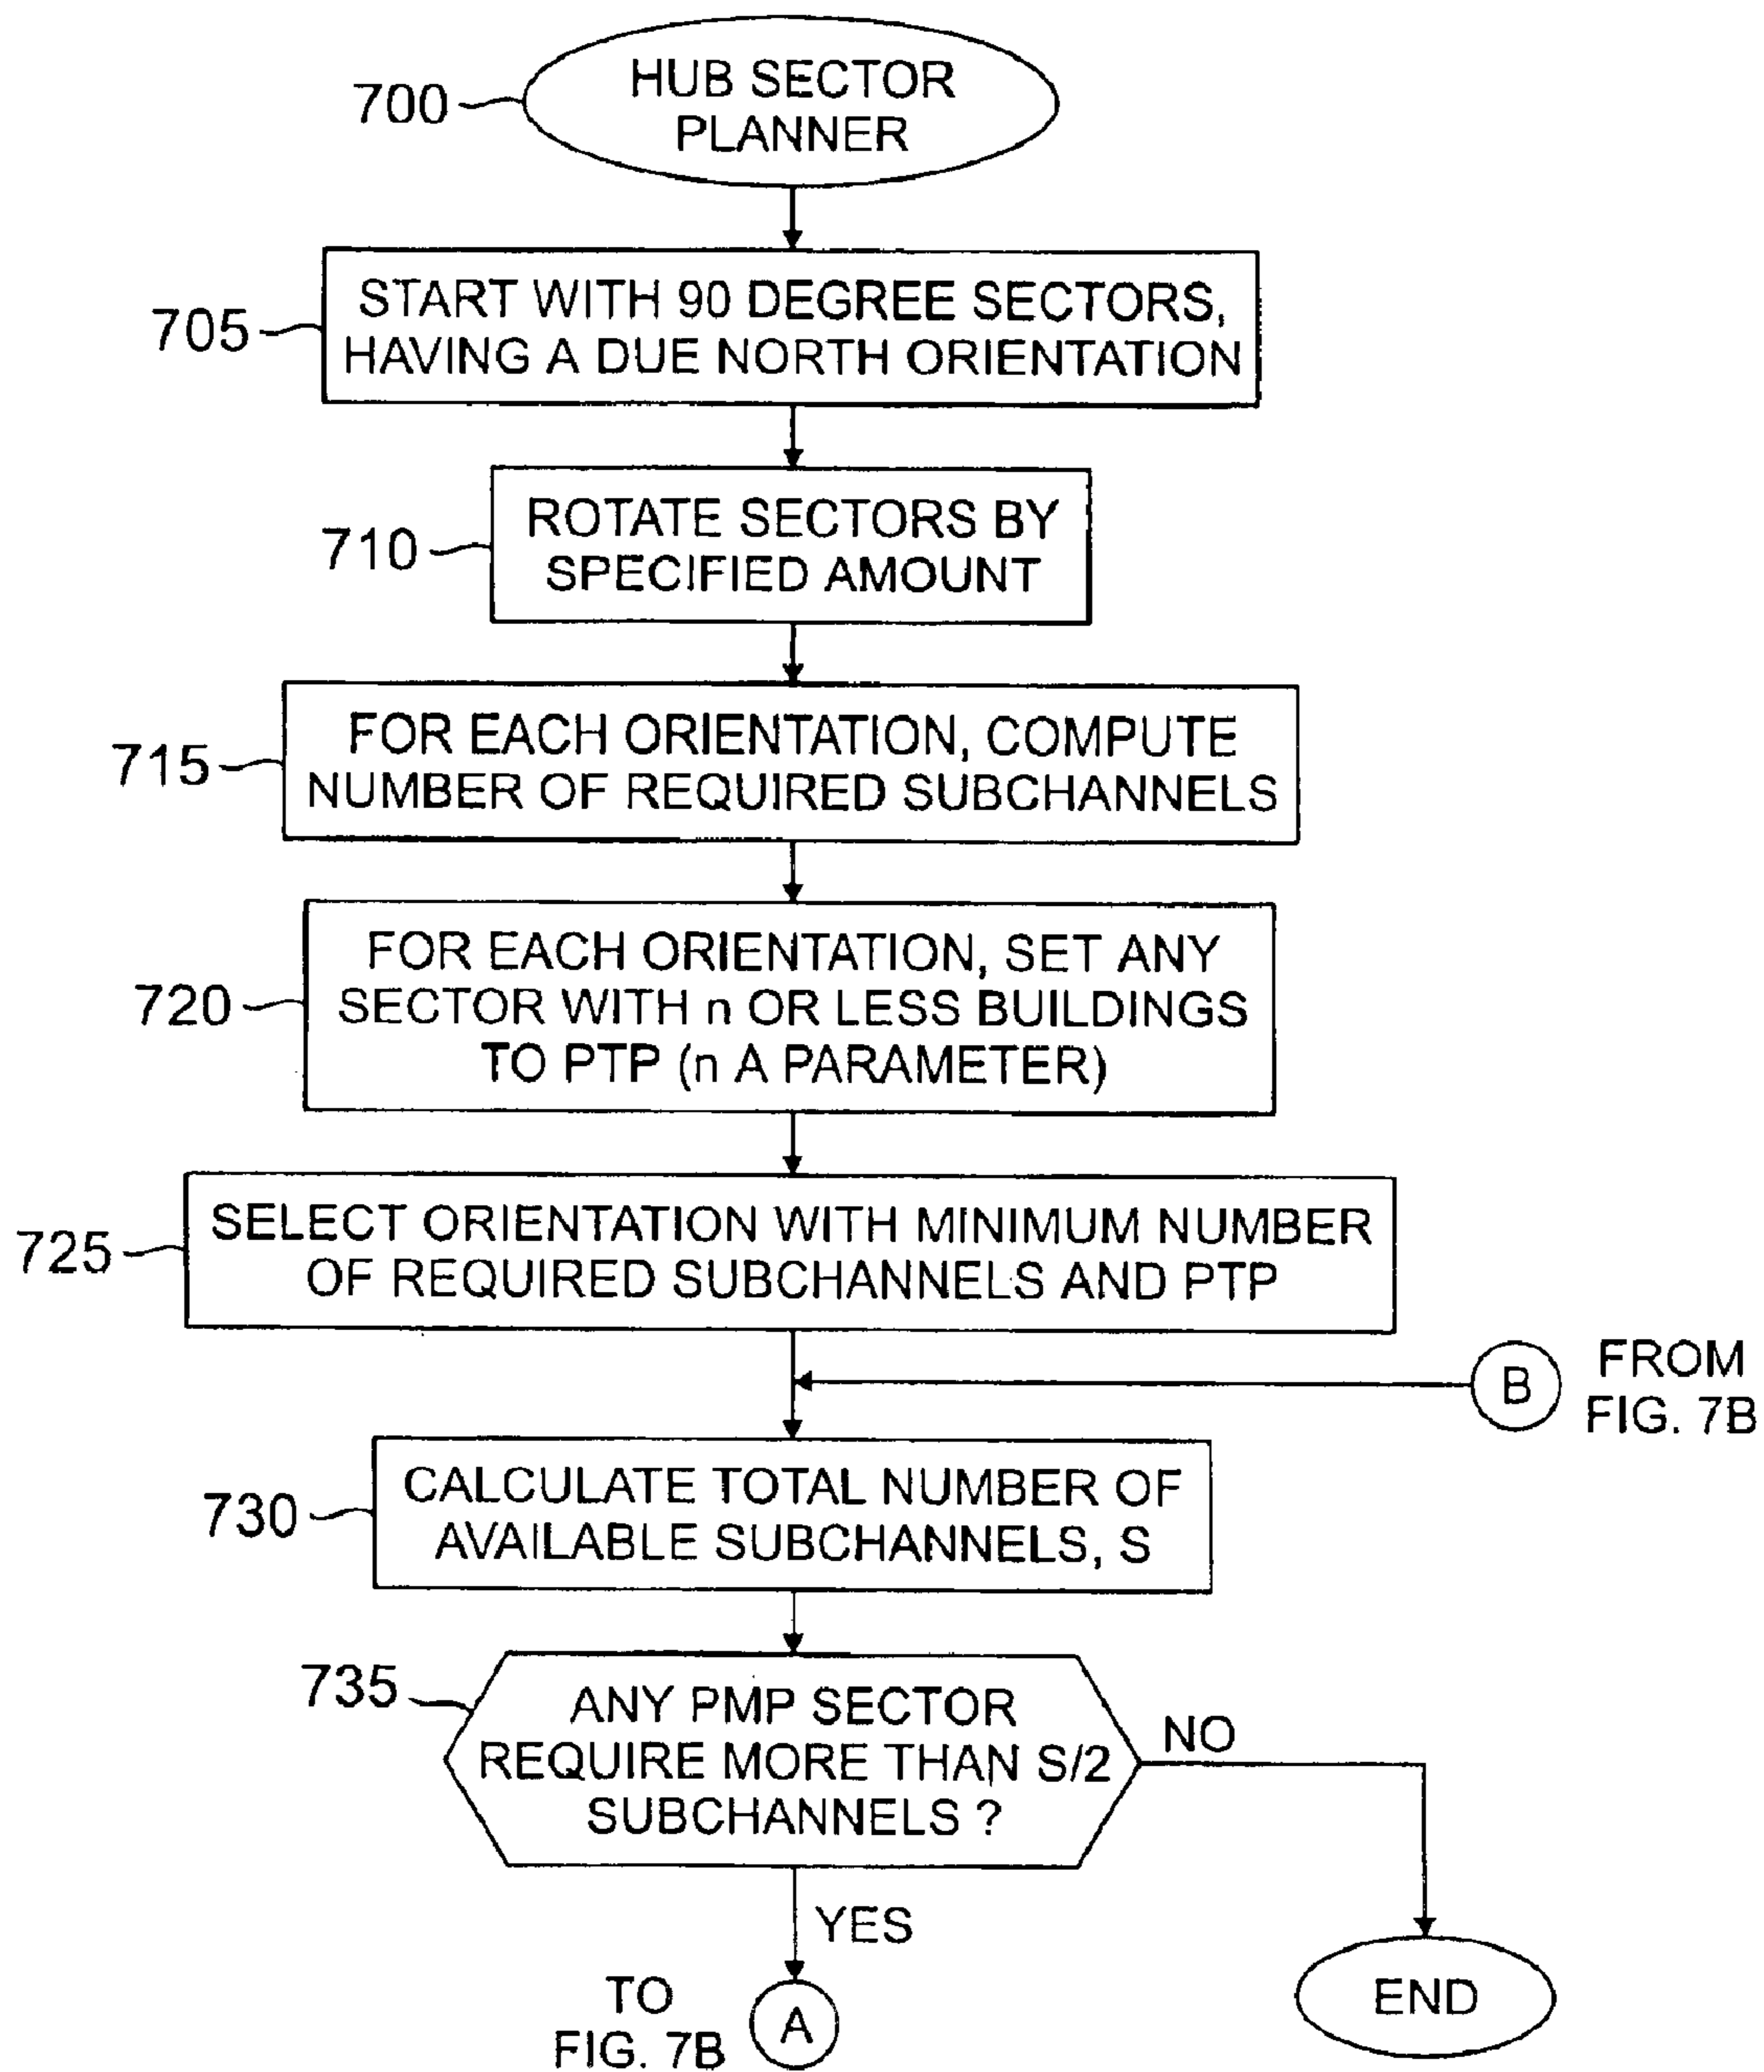 700
HUB SECTOR
PLANNER
705
START WITH 90 DEGREE SECTORS,
HAVING A DUE NORTH ORIENTATION
710
ROTATE SECTORS BY
SPECIFIED AMOUNT
715
FOR EACH ORIENTATION, COMPUTE
NUMBER OF REQUIRED SUBCHANNELS
720
FOR EACH ORIENTATION, SET ANY
SECTOR WITH n OR LESS BUILDINGS
TO PTP (n A PARAMETER)
725
SELECT ORIENTATION WITH MINIMUM NUMBER
OF REQUIRED SUBCHANNELS AND PTP
B
FROM
FIG. 7B
730
CALCULATE TOTAL NUMBER OF
AVAILABLE SUBCHANNELS, S
735
ANY PMP SECTOR
REQUIRE MORE THAN S/2
SUBCHANNELS ?
NO
YES
TO
FIG. 7B
A
END